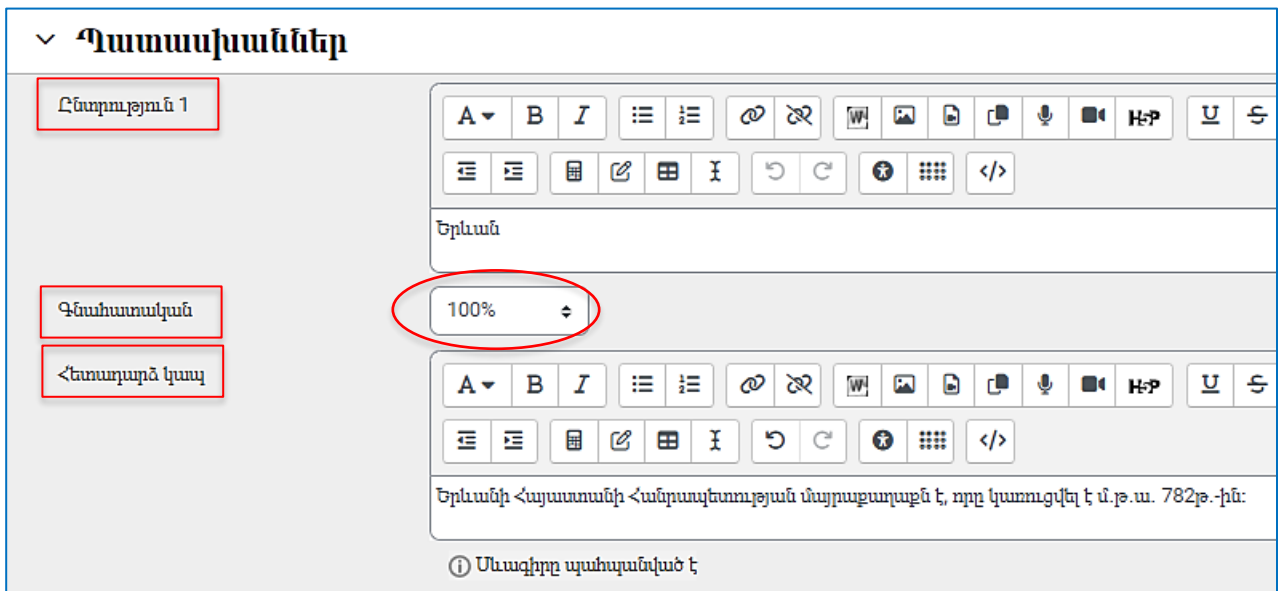 Պատասխաններ
Ընտրություն 1
A B I H-P U S
</>
Երևան
Գնահատական
100%
Հետադարձ կապ
A B I H-P U S
</>
Երևանի Հայաստանի Հանրապետության մայրաքաղաքն է, որը կառուցվել է մ.թ.ա. 782թ.-ին:
Սևագիրը պահպանված է